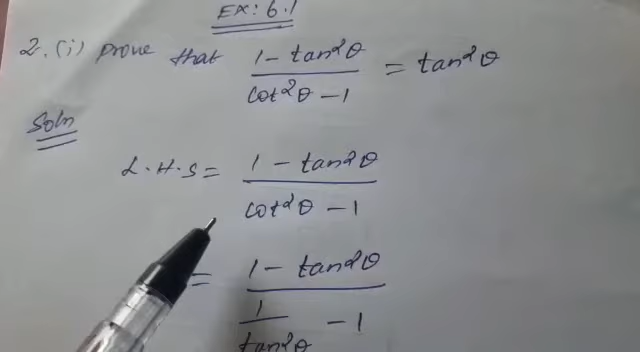 EX: 6.1
2. (i) Prove that (1 - tan²θ)/(cot²θ - 1) = tan²θ
Soln
L.H.S = (1 - tan²θ)/(cot²θ - 1)
= (1 - tan²θ)/(1/tan²θ - 1)